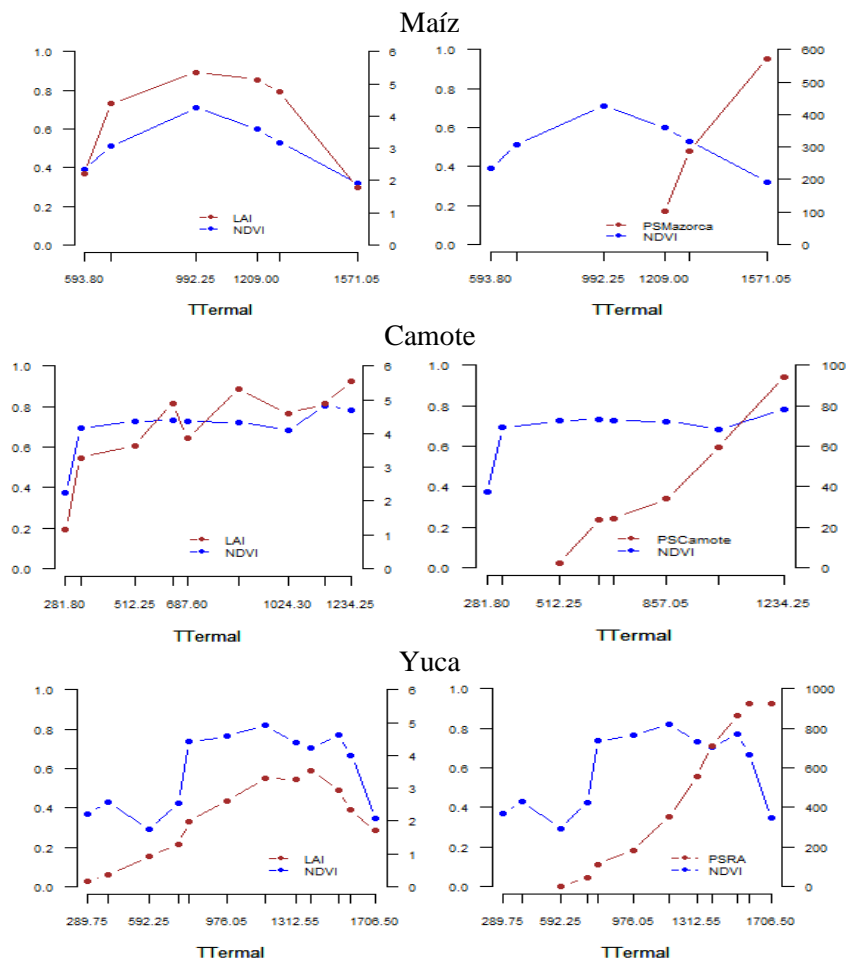 Maíz
1.0 0.8 0.6 0.4 0.2 0.0
6 5 4 3 2 1 0
LAI
NDVI
593.80 992.25 1209.00 1571.05
TTermal
1.0 0.8 0.6 0.4 0.2 0.0
600 500 400 300 200 100 0
PSMazorca
NDVI
593.80 992.25 1209.00 1571.05
TTermal
Camote
1.0 0.8 0.6 0.4 0.2 0.0
6 5 4 3 2 1 0
LAI
NDVI
281.80 512.25 687.60 1024.30 1234.25
TTermal
1.0 0.8 0.6 0.4 0.2 0.0
100 80 60 40 20 0
PSCamote
NDVI
281.80 512.25 857.05 1234.25
TTermal
Yuca
1.0 0.8 0.6 0.4 0.2 0.0
6 5 4 3 2 1 0
LAI
NDVI
289.75 592.25 976.05 1312.55 1706.50
TTermal
1.0 0.8 0.6 0.4 0.2 0.0
1000 800 600 400 200 0
PSRA
NDVI
289.75 592.25 976.05 1312.55 1706.50
TTermal